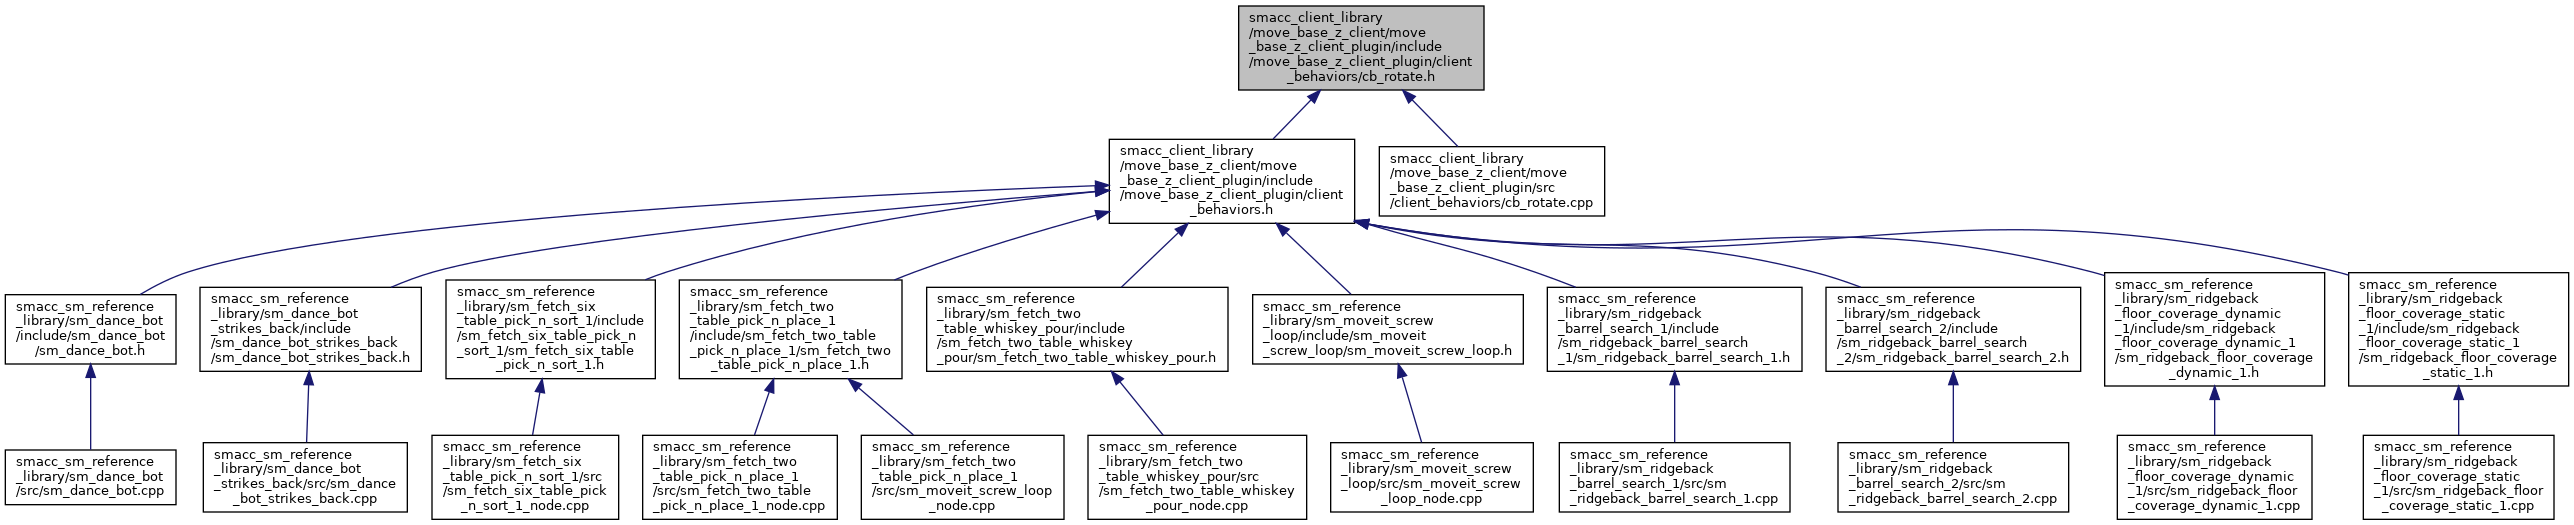 smacc_client_library
/move_base_z_client/move
_base_z_client_plugin/include
/move_base_z_client_plugin/client
_behaviors/cb_rotate.h
smacc_client_library
/move_base_z_client/move
_base_z_client_plugin/include
/move_base_z_client_plugin/client
_behaviors.h
smacc_client_library
/move_base_z_client/move
_base_z_client_plugin/src
/client_behaviors/cb_rotate.cpp
smacc_sm_reference
_library/sm_dance_bot
/include/sm_dance_bot
/sm_dance_bot.h
smacc_sm_reference
_library/sm_dance_bot
_strikes_back/include
/sm_dance_bot_strikes_back
/sm_dance_bot_strikes_back.h
smacc_sm_reference
_library/sm_fetch_six
_table_pick_n_sort_1/include
/sm_fetch_six_table_pick_n
_sort_1/sm_fetch_six_table
_pick_n_sort_1.h
smacc_sm_reference
_library/sm_fetch_two
_table_pick_n_place_1
/include/sm_fetch_two_table
_pick_n_place_1/sm_fetch_two
_table_pick_n_place_1.h
smacc_sm_reference
_library/sm_fetch_two
_table_whiskey_pour/include
/sm_fetch_two_table_whiskey
_pour/sm_fetch_two_table_whiskey_pour.h
smacc_sm_reference
_library/sm_moveit_screw
_loop/include/sm_moveit
_screw_loop/sm_moveit_screw_loop.h
smacc_sm_reference
_library/sm_ridgeback
_barrel_search_1/include
/sm_ridgeback_barrel_search
_1/sm_ridgeback_barrel_search_1.h
smacc_sm_reference
_library/sm_ridgeback
_barrel_search_2/include
/sm_ridgeback_barrel_search
_2/sm_ridgeback_barrel_search_2.h
smacc_sm_reference
_library/sm_ridgeback
_floor_coverage_dynamic
_1/include/sm_ridgeback
_floor_coverage_dynamic_1
/sm_ridgeback_floor_coverage
_dynamic_1.h
smacc_sm_reference
_library/sm_ridgeback
_floor_coverage_static
_1/include/sm_ridgeback
_floor_coverage_static_1
/sm_ridgeback_floor_coverage
_static_1.h
smacc_sm_reference
_library/sm_dance_bot
/src/sm_dance_bot.cpp
smacc_sm_reference
_library/sm_dance_bot
_strikes_back/src/sm_dance
_bot_strikes_back.cpp
smacc_sm_reference
_library/sm_fetch_six
_table_pick_n_sort_1/src
/sm_fetch_six_table_pick
_n_sort_1_node.cpp
smacc_sm_reference
_library/sm_fetch_two
_table_pick_n_place_1
/src/sm_fetch_two_table
_pick_n_place_1_node.cpp
smacc_sm_reference
_library/sm_fetch_two
_table_pick_n_place_1
/src/sm_moveit_screw_loop
_node.cpp
smacc_sm_reference
_library/sm_fetch_two
_table_whiskey_pour/src
/sm_fetch_two_table_whiskey
_pour_node.cpp
smacc_sm_reference
_library/sm_moveit_screw
_loop/src/sm_moveit_screw
_loop_node.cpp
smacc_sm_reference
_library/sm_ridgeback
_barrel_search_1/src/sm
_ridgeback_barrel_search_1.cpp
smacc_sm_reference
_library/sm_ridgeback
_barrel_search_2/src/sm
_ridgeback_barrel_search_2.cpp
smacc_sm_reference
_library/sm_ridgeback
_floor_coverage_dynamic
_1/src/sm_ridgeback_floor
_coverage_dynamic_1.cpp
smacc_sm_reference
_library/sm_ridgeback
_floor_coverage_static
_1/src/sm_ridgeback_floor
_coverage_static_1.cpp